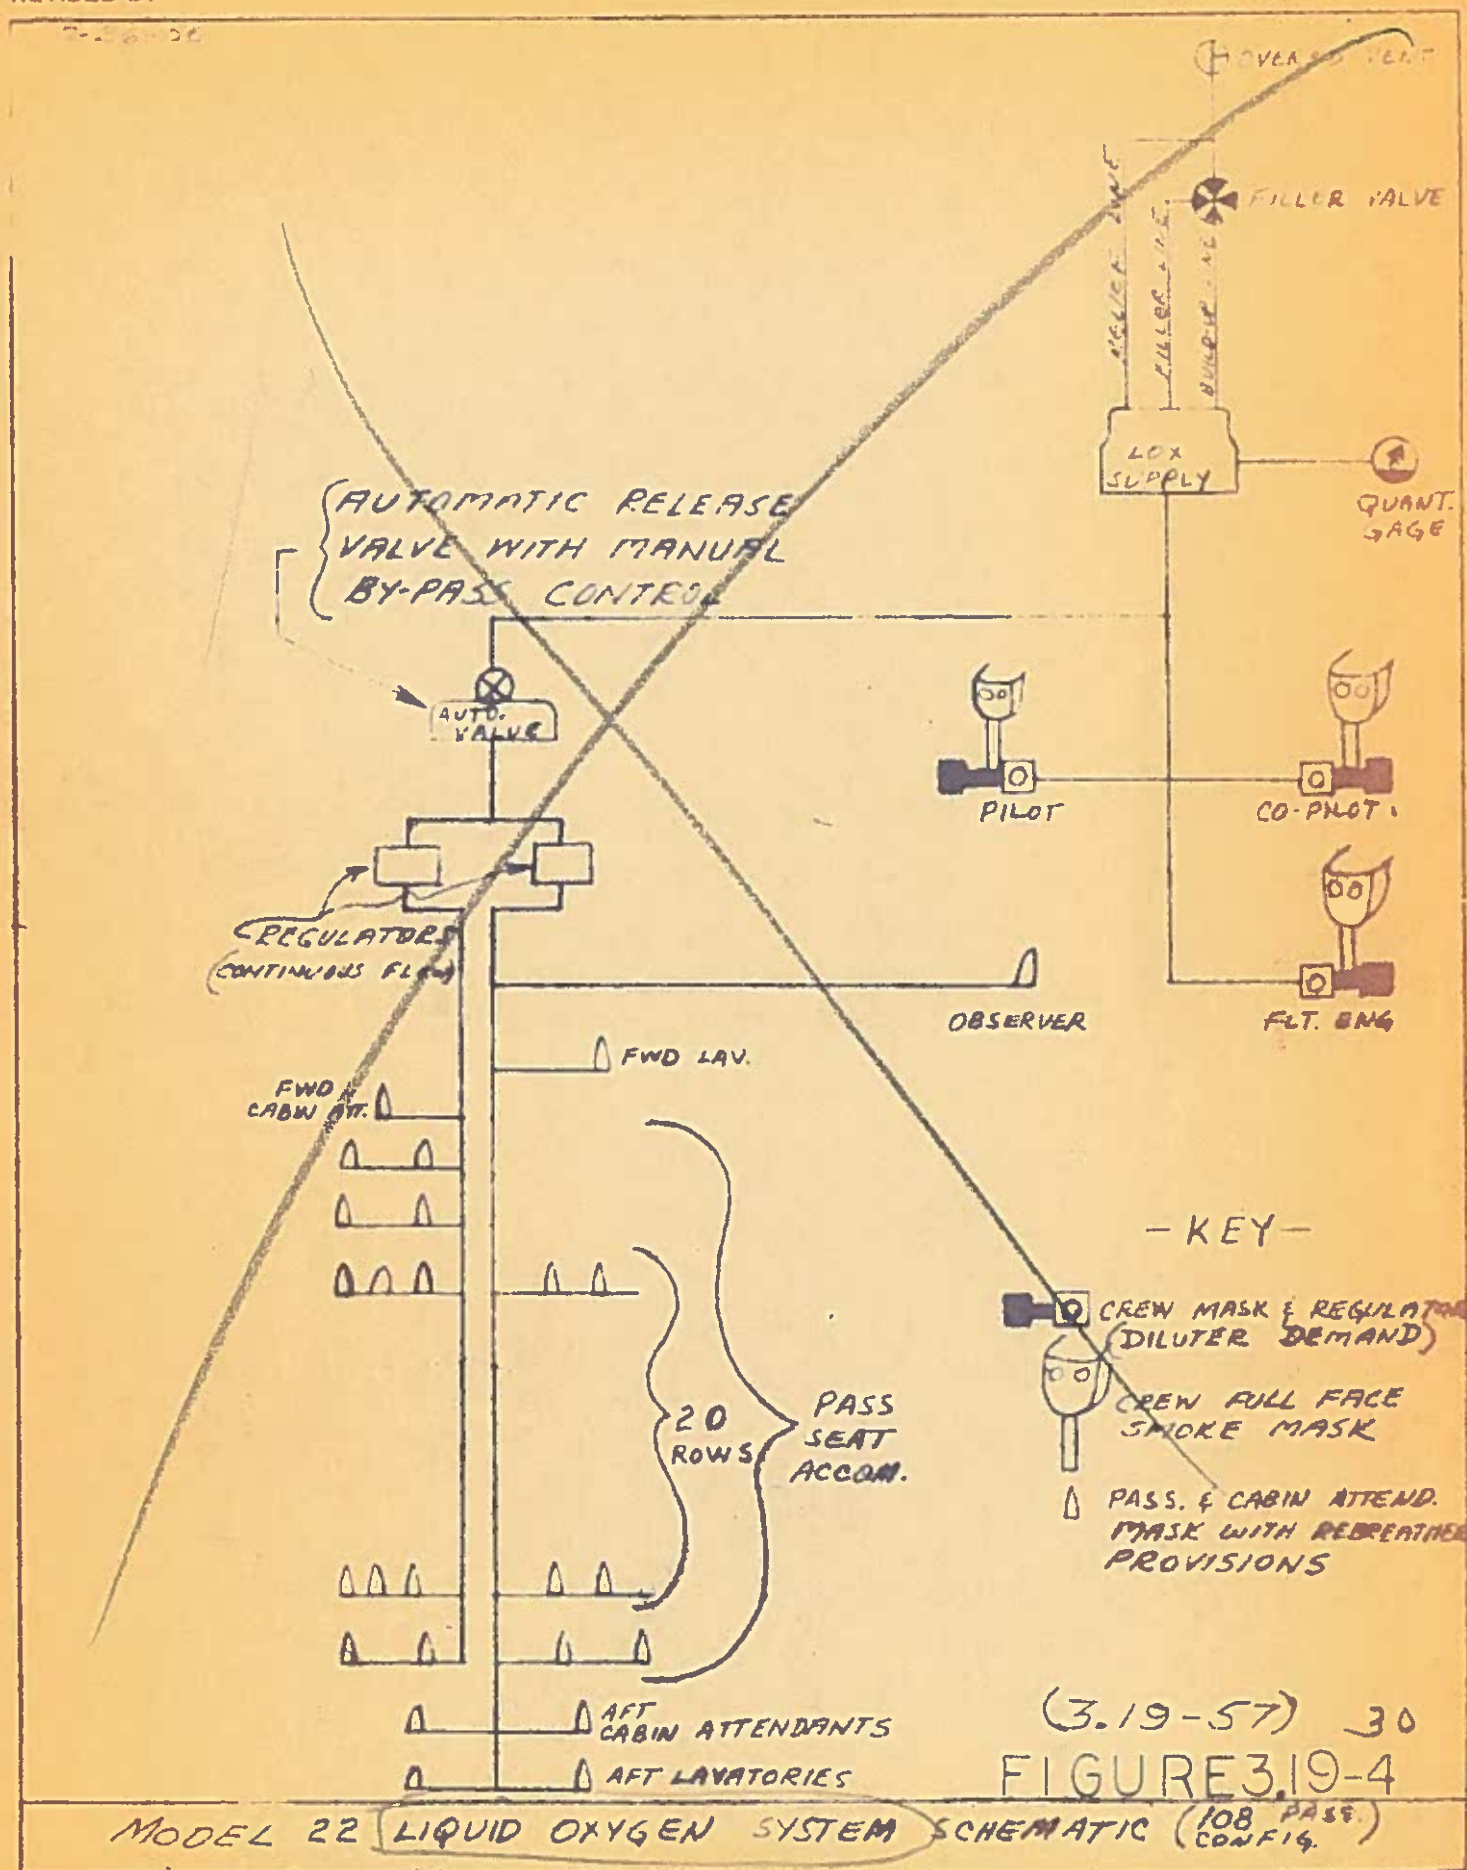 FILLER VALVE
RELIEF LINE
FILLER LINE
LOX
SUPPLY
QUANT.
GAGE
AUTOMATIC RELEASE
VALVE WITH MANUAL
BY-PASS CONTROL
AUTO.
VALVE
PILOT
CO-PILOT
REGULATORS
(CONTINUOUS FLOW)
OBSERVER
FLT. ENG
FWD LAV.
FWD
CABIN ATT.
- KEY -
CREW MASK & REGULATOR
(DILUTER DEMAND)
CREW FULL FACE
SMOKE MASK
20
ROWS
PASS
SEAT
ACCOM.
PASS. & CABIN ATTEND.
MASK WITH REBREATHER
PROVISIONS
AFT
CABIN ATTENDANTS
AFT LAVATORIES
(3.19-57) 30
FIGURE 3.19-4
MODEL 22 LIQUID OXYGEN SYSTEM SCHEMATIC (108 PASS.
CONFIG.)